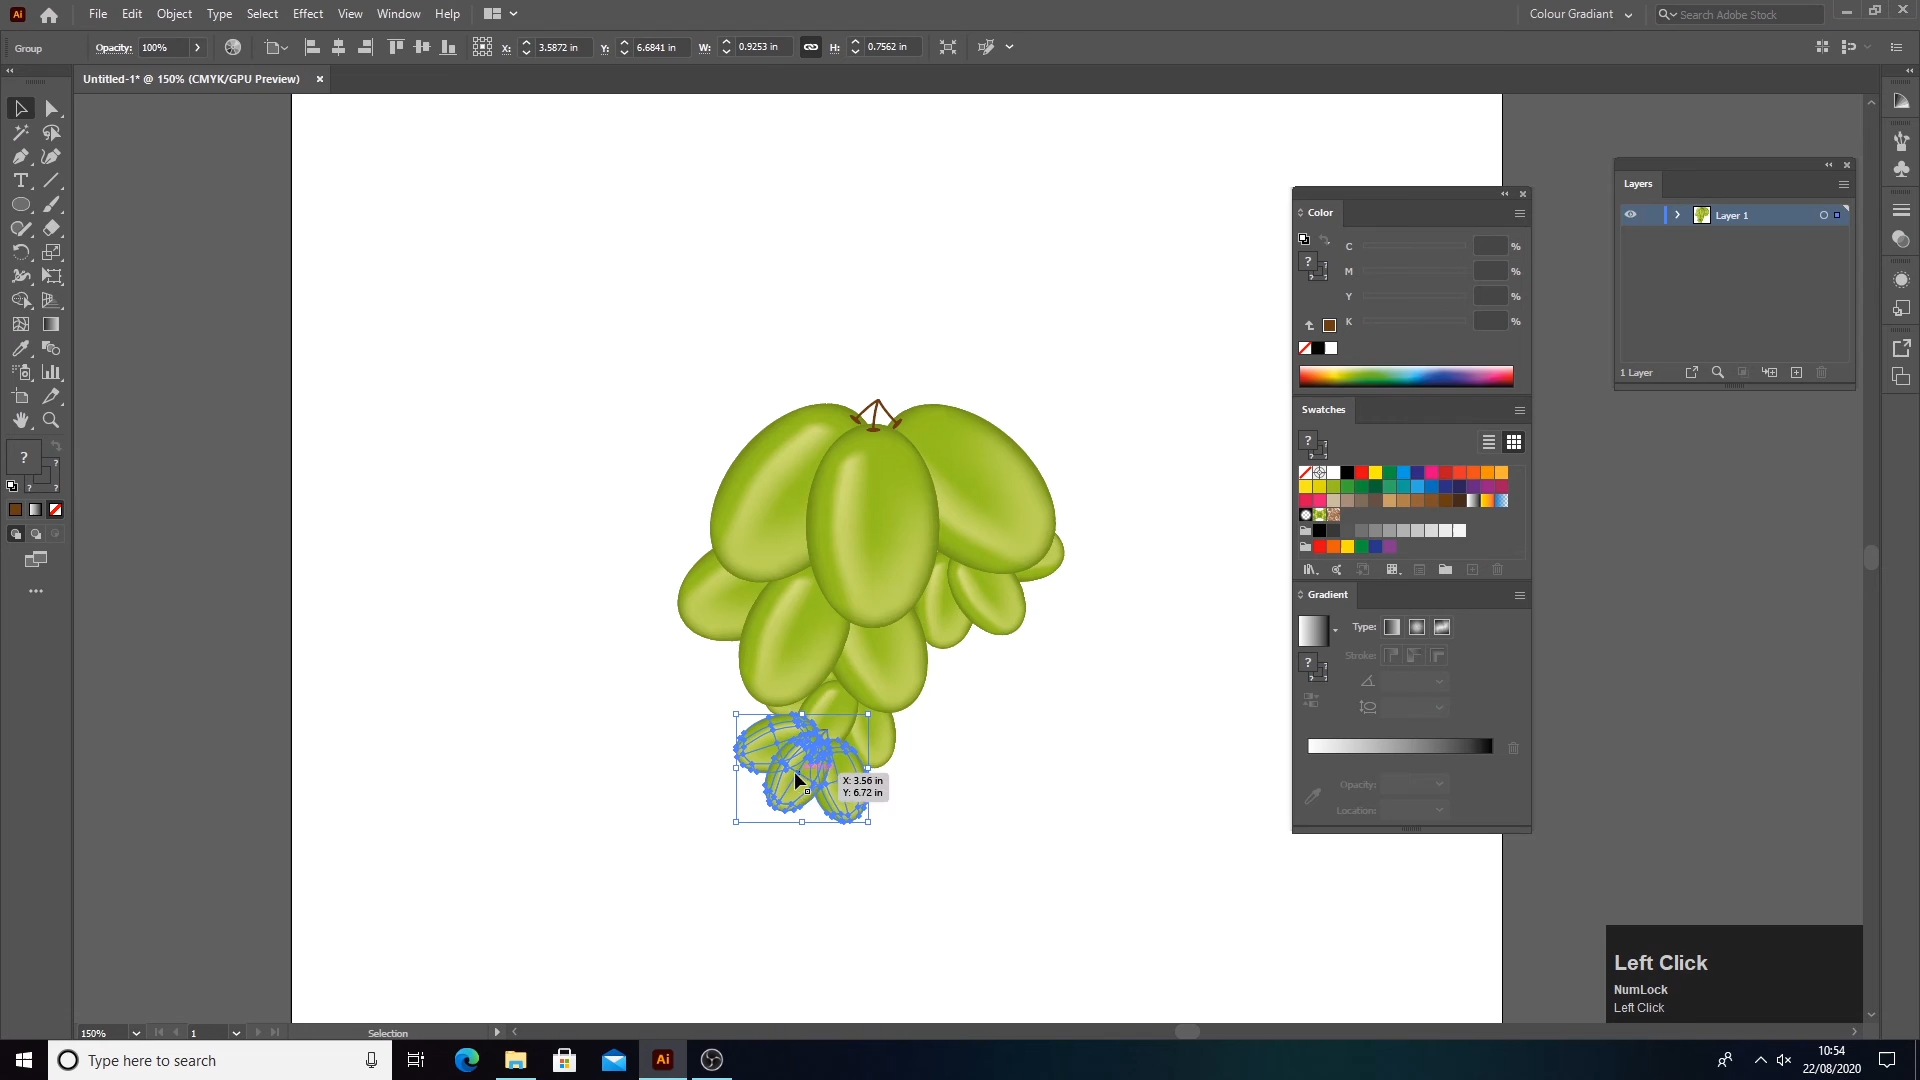 Ai File Edit Object Type Select Effect View Window Help Colour Gradient Search Adobe Stock
Group Opacity: 100% X: 3.5872 in Y: 6.6841 in W: 0.9253 in H: 0.7562 in
Untitled-1* @ 150% (CMYK/GPU Preview)
Layers
Layer 1
1 Layer
Color
C %
M %
Y %
K %
Swatches
Gradient
Type:
Stroke:
Opacity:
Location:
X: 3.56 in
Y: 6.72 in
Left Click
NumLock
Left Click
150% 1 Selection
Type here to search
Ai
10:54
22/08/2020